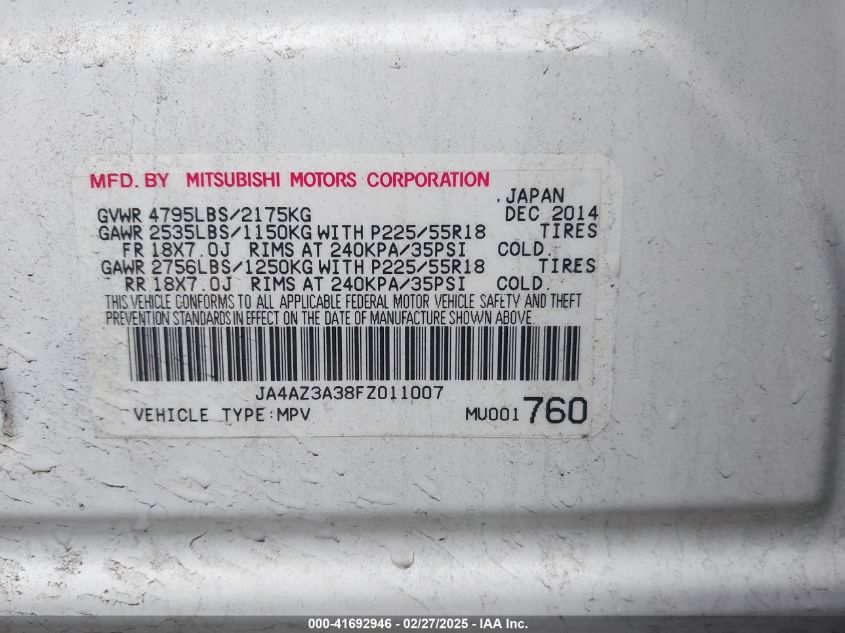 MFD. BY MITSUBISHI MOTORS CORPORATION
. JAPAN
GVWR 4795LBS/2175KG DEC 2014
GAWR 2535LBS/1150KG WITH P225/55R18 TIRES
FR 18X7.0J RIMS AT 240KPA/35PSI COLD.
GAWR 2756LBS/1250KG WITH P225/55R18 TIRES
RR 18X7.0J RIMS AT 240KPA/35PSI COLD.
THIS VEHICLE CONFORMS TO ALL APPLICABLE FEDERAL MOTOR VEHICLE SAFETY AND THEFT
PREVENTION STANDARDS IN EFFECT ON THE DATE OF MANUFACTURE SHOWN ABOVE.
JA4AZ3A38FZ011007
VEHICLE TYPE:MPV MU001760
000-41692946 - 02/27/2025 - IAA Inc.